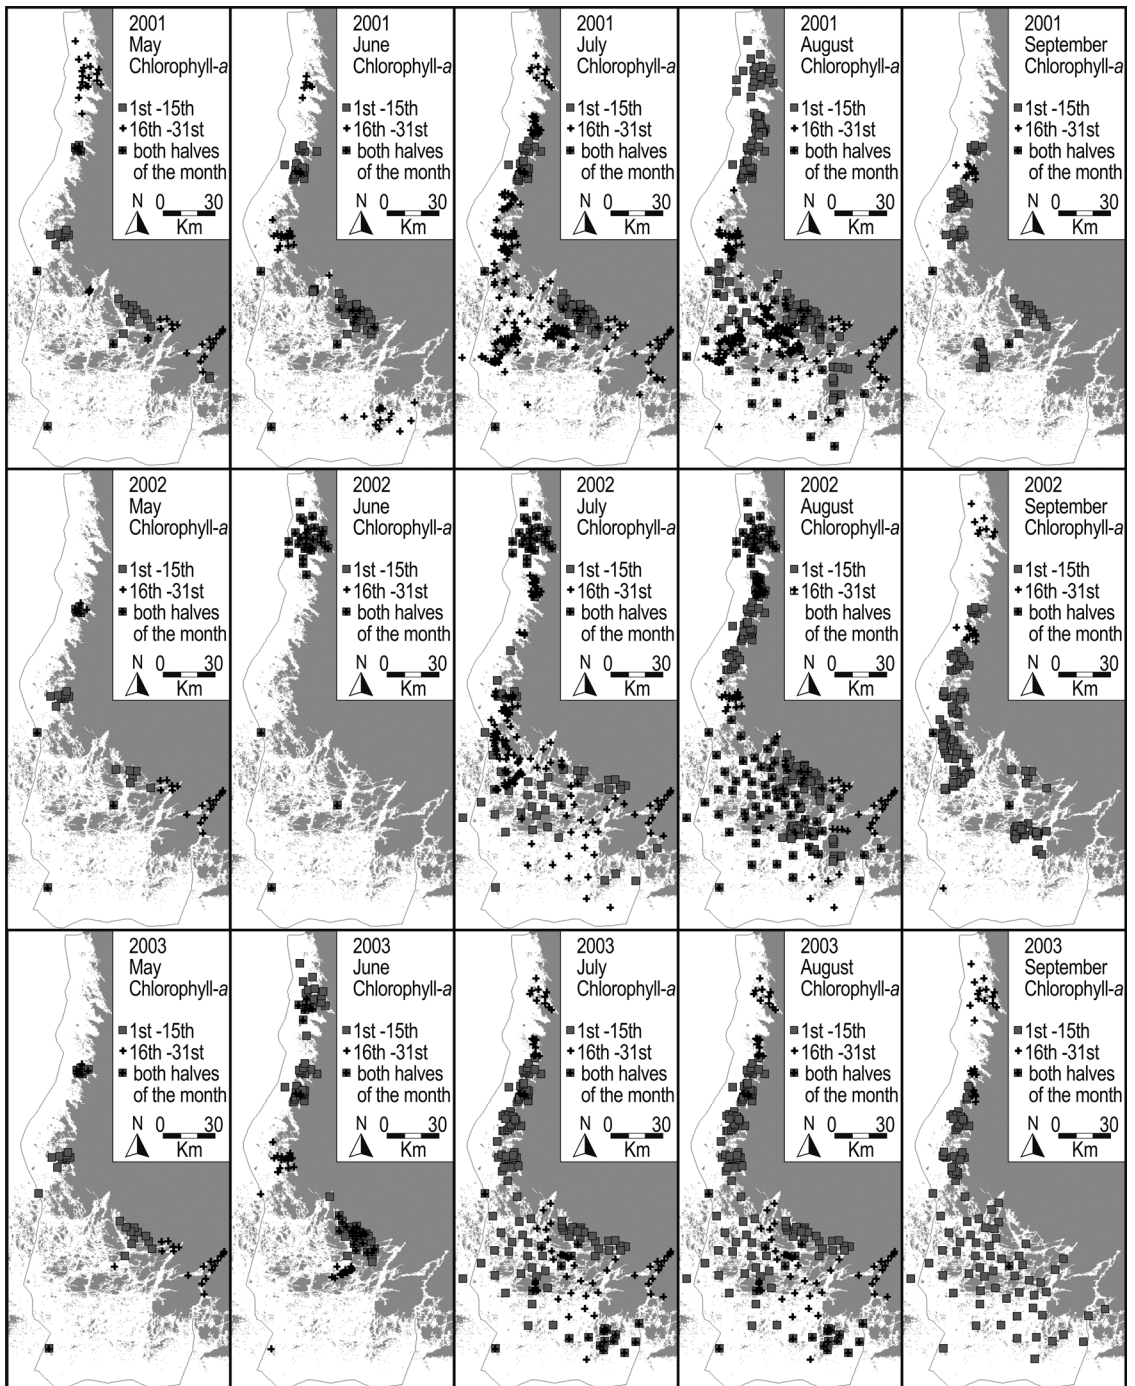 2001
May
Chlorophyll-a
1st -15th
16th -31st
both halves
of the month
N 0 30
Km
2001
June
Chlorophyll-a
1st -15th
16th -31st
both halves
of the month
N 0 30
Km
2001
July
Chlorophyll-a
1st -15th
16th -31st
both halves
of the month
N 0 30
Km
2001
August
Chlorophyll-a
1st -15th
16th -31st
both halves
of the month
N 0 30
Km
2001
September
Chlorophyll-a
1st -15th
16th -31st
both halves
of the month
N 0 30
Km
2002
May
Chlorophyll-a
1st -15th
16th -31st
both halves
of the month
N 0 30
Km
2002
June
Chlorophyll-a
1st -15th
16th -31st
both halves
of the month
N 0 30
Km
2002
July
Chlorophyll-a
1st -15th
16th -31st
both halves
of the month
N 0 30
Km
2002
August
Chlorophyll-a
1st -15th
16th -31st
both halves
of the month
N 0 30
Km
2002
September
Chlorophyll-a
1st -15th
16th -31st
both halves
of the month
N 0 30
Km
2003
May
Chlorophyll-a
1st -15th
16th -31st
both halves
of the month
N 0 30
Km
2003
June
Chlorophyll-a
1st -15th
16th -31st
both halves
of the month
N 0 30
Km
2003
July
Chlorophyll-a
1st -15th
16th -31st
both halves
of the month
N 0 30
Km
2003
August
Chlorophyll-a
1st -15th
16th -31st
both halves
of the month
N 0 30
Km
2003
September
Chlorophyll-a
1st -15th
16th -31st
both halves
of the month
N 0 30
Km